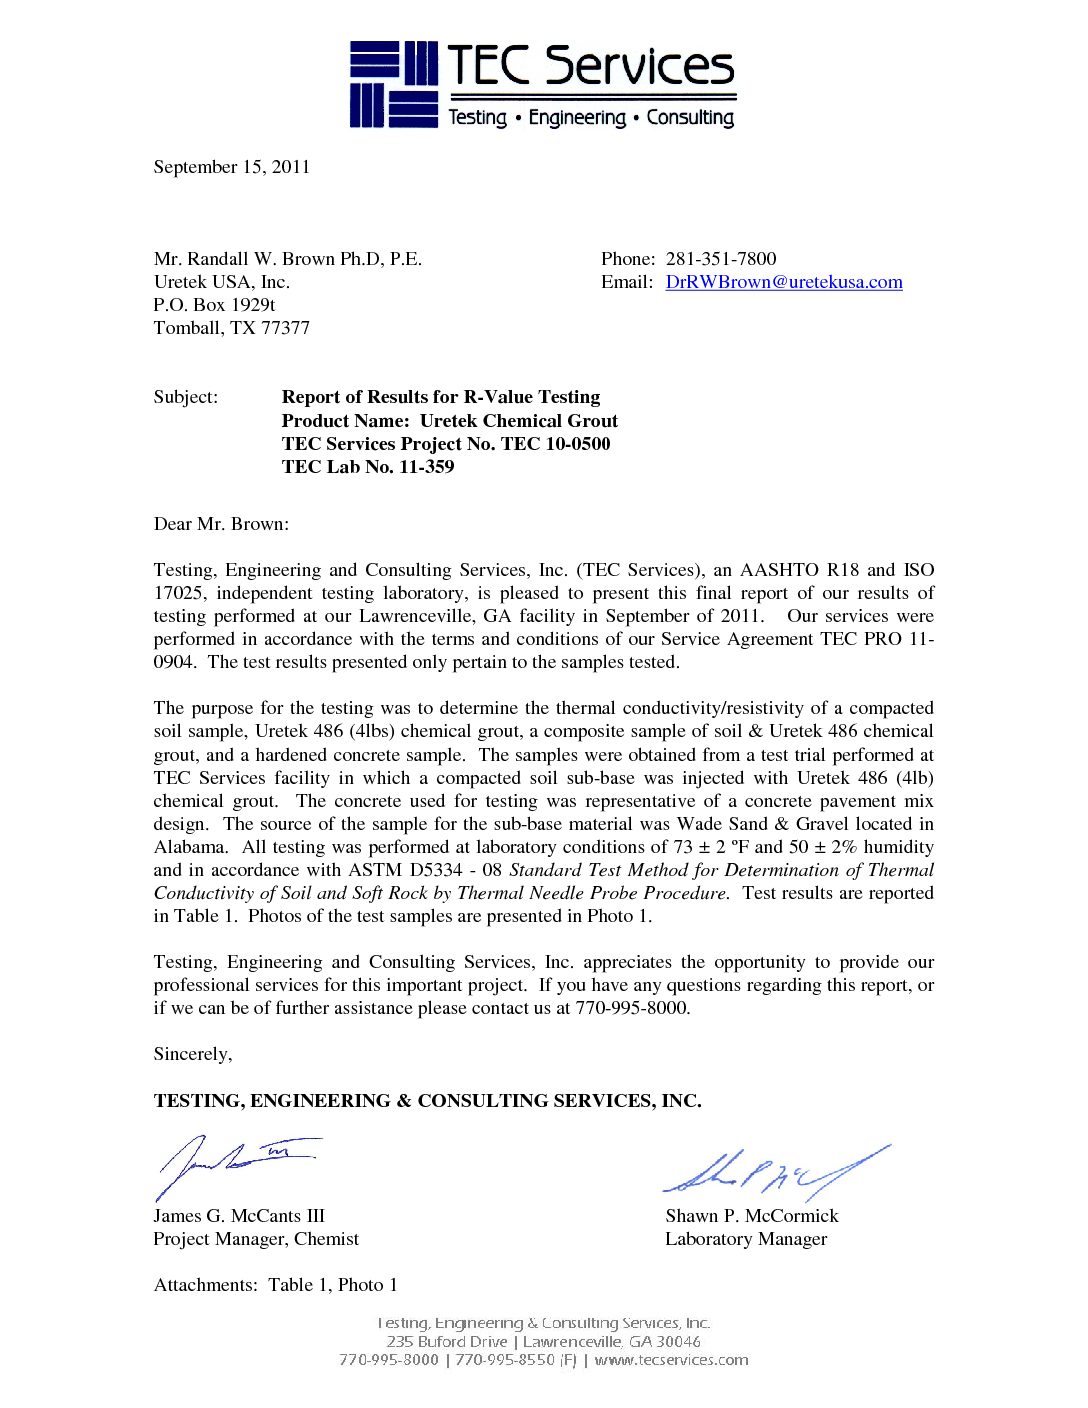 TEC Services
Testing • Engineering • Consulting
September 15, 2011
Mr. Randall W. Brown Ph.D, P.E.
Uretek USA, Inc.
P.O. Box 1929t
Tomball, TX 77377
Phone: 281-351-7800
Email: DrRWBrown@uretekusa.com
Subject: Report of Results for R-Value Testing
Product Name: Uretek Chemical Grout
TEC Services Project No. TEC 10-0500
TEC Lab No. 11-359
Dear Mr. Brown:
Testing, Engineering and Consulting Services, Inc. (TEC Services), an AASHTO R18 and ISO
17025, independent testing laboratory, is pleased to present this final report of our results of
testing performed at our Lawrenceville, GA facility in September of 2011. Our services were
performed in accordance with the terms and conditions of our Service Agreement TEC PRO 11-
0904. The test results presented only pertain to the samples tested.
The purpose for the testing was to determine the thermal conductivity/resistivity of a compacted
soil sample, Uretek 486 (4lbs) chemical grout, a composite sample of soil & Uretek 486 chemical
grout, and a hardened concrete sample. The samples were obtained from a test trial performed at
TEC Services facility in which a compacted soil sub-base was injected with Uretek 486 (4lb)
chemical grout. The concrete used for testing was representative of a concrete pavement mix
design. The source of the sample for the sub-base material was Wade Sand & Gravel located in
Alabama. All testing was performed at laboratory conditions of 73 ± 2 ºF and 50 ± 2% humidity
and in accordance with ASTM D5334 - 08 Standard Test Method for Determination of Thermal
Conductivity of Soil and Soft Rock by Thermal Needle Probe Procedure. Test results are reported
in Table 1. Photos of the test samples are presented in Photo 1.
Testing, Engineering and Consulting Services, Inc. appreciates the opportunity to provide our
professional services for this important project. If you have any questions regarding this report, or
if we can be of further assistance please contact us at 770-995-8000.
Sincerely,
TESTING, ENGINEERING & CONSULTING SERVICES, INC.
James G. McCants III
Project Manager, Chemist
Shawn P. McCormick
Laboratory Manager
Attachments: Table 1, Photo 1
Testing, Engineering & Consulting Services, Inc.
235 Buford Drive | Lawrenceville, GA 30046
770-995-8000 | 770-995-8550 (F) | www.tecservices.com